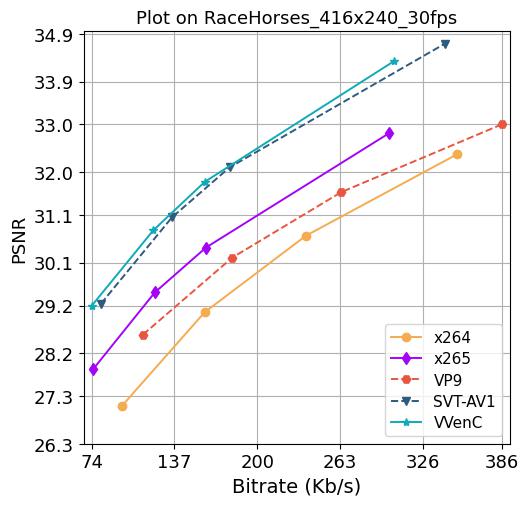 Plot on RaceHorses_416x240_30fps
34.9
33.9
33.0
32.0
31.1
30.1
29.2
28.2
27.3
26.3
PSNR
x264
x265
VP9
SVT-AV1
VVenC
74 137 200 263 326 386
Bitrate (Kb/s)